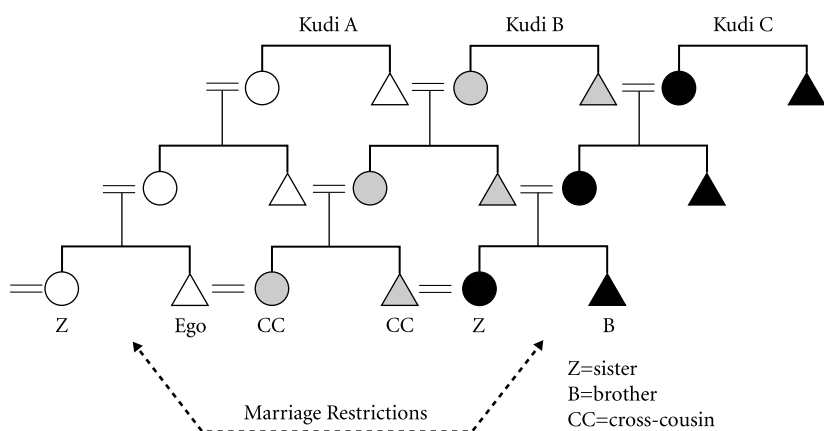 Kudi A Kudi B Kudi C
Z Ego CC CC Z B
Z=sister
B=brother
CC=cross-cousin
Marriage Restrictions